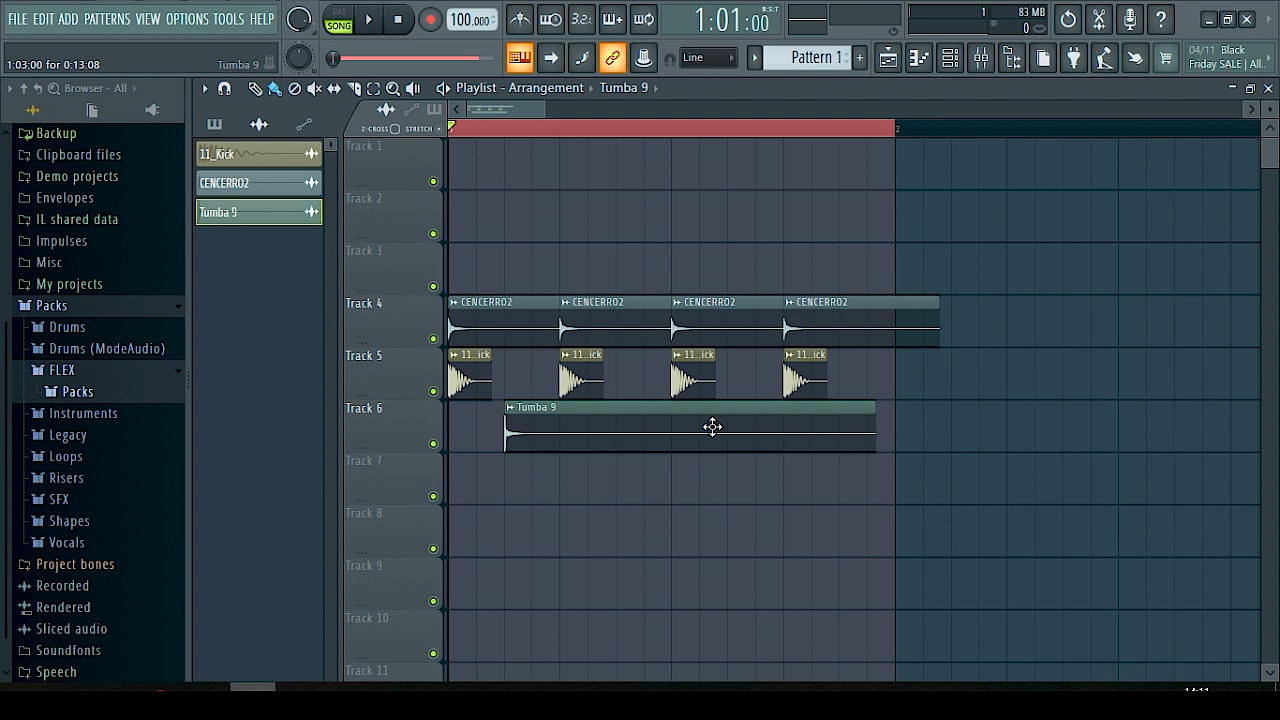 FILE EDIT ADD PATTERNS VIEW OPTIONS TOOLS HELP
PAT
SONG
100.000
3.2
1:01:00
B:S:T
1
83 MB
0
1:03:00 for 0:13:08
Tumba 9
Line
Pattern 1
04/11 Black
Friday SALE | All..
Browser - All
Playlist - Arrangement
Tumba 9
Z-CROSS
STRETCH
2
Backup
Clipboard files
Demo projects
Envelopes
IL shared data
Impulses
Misc
My projects
Packs
Drums
Drums (ModeAudio)
FLEX
Packs
Instruments
Legacy
Loops
Risers
SFX
Shapes
Vocals
Project bones
Recorded
Rendered
Sliced audio
Soundfonts
Speech
11_Kick
CENCERRO2
Tumba 9
Track 1
Track 2
Track 3
Track 4
CENCERRO2
CENCERRO2
CENCERRO2
CENCERRO2
Track 5
11..ick
11..ick
11..ick
11..ick
Track 6
Tumba 9
Track 7
Track 8
Track 9
Track 10
Track 11